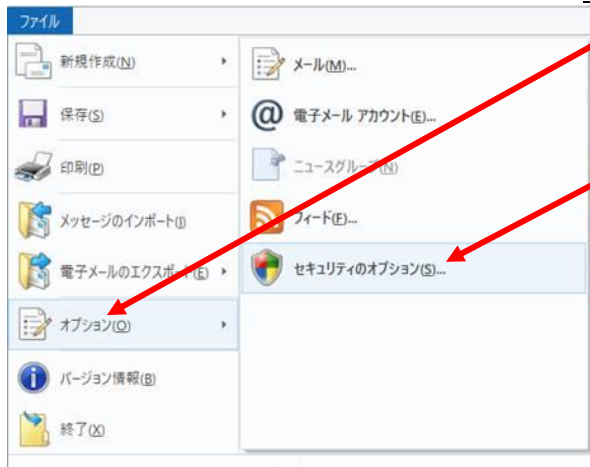 ファイル
新規作成(N)
保存(S)
印刷(P)
メッセージのインポート(I)
電子メールのエクスポート(E)
オプション(O)
バージョン情報(B)
終了(X)
メール(M)...
電子メール アカウント(E)...
ニュースグループ(N)
フィード(F)...
セキュリティのオプション(S)...